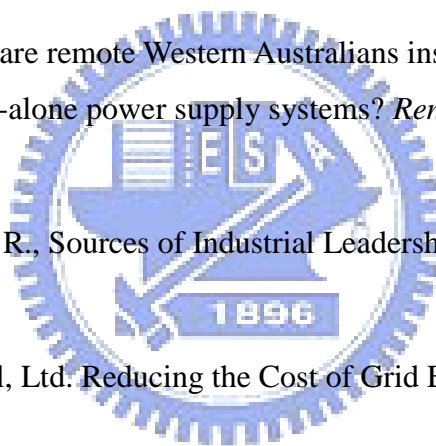 are remote Western Australians ins
-alone power supply systems? Ren
E S A
R., Sources of Industrial Leadersh
1896
l, Ltd. Reducing the Cost of Grid E